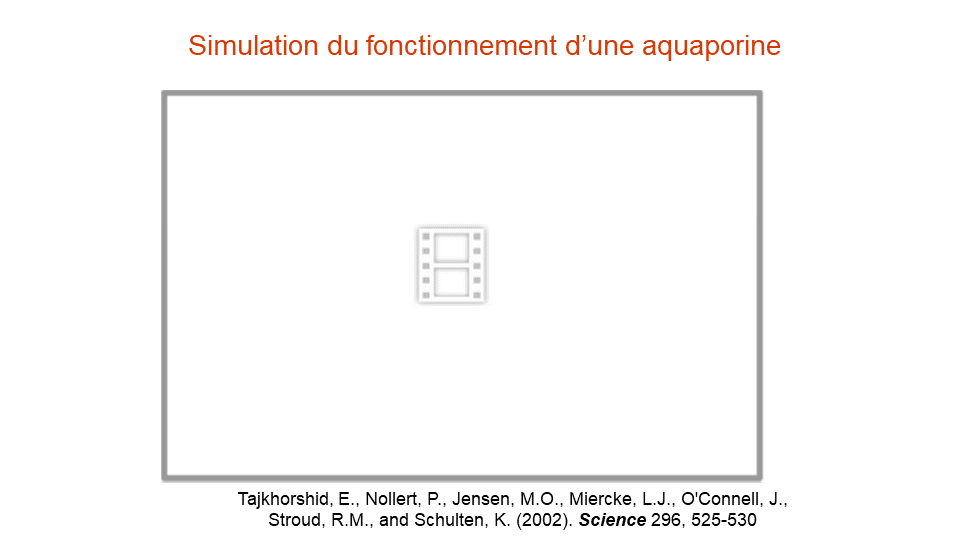 Simulation du fonctionnement d’une aquaporine
Tajkhorshid, E., Nollert, P., Jensen, M.O., Miercke, L.J., O'Connell, J.,
Stroud, R.M., and Schulten, K. (2002). Science 296, 525-530